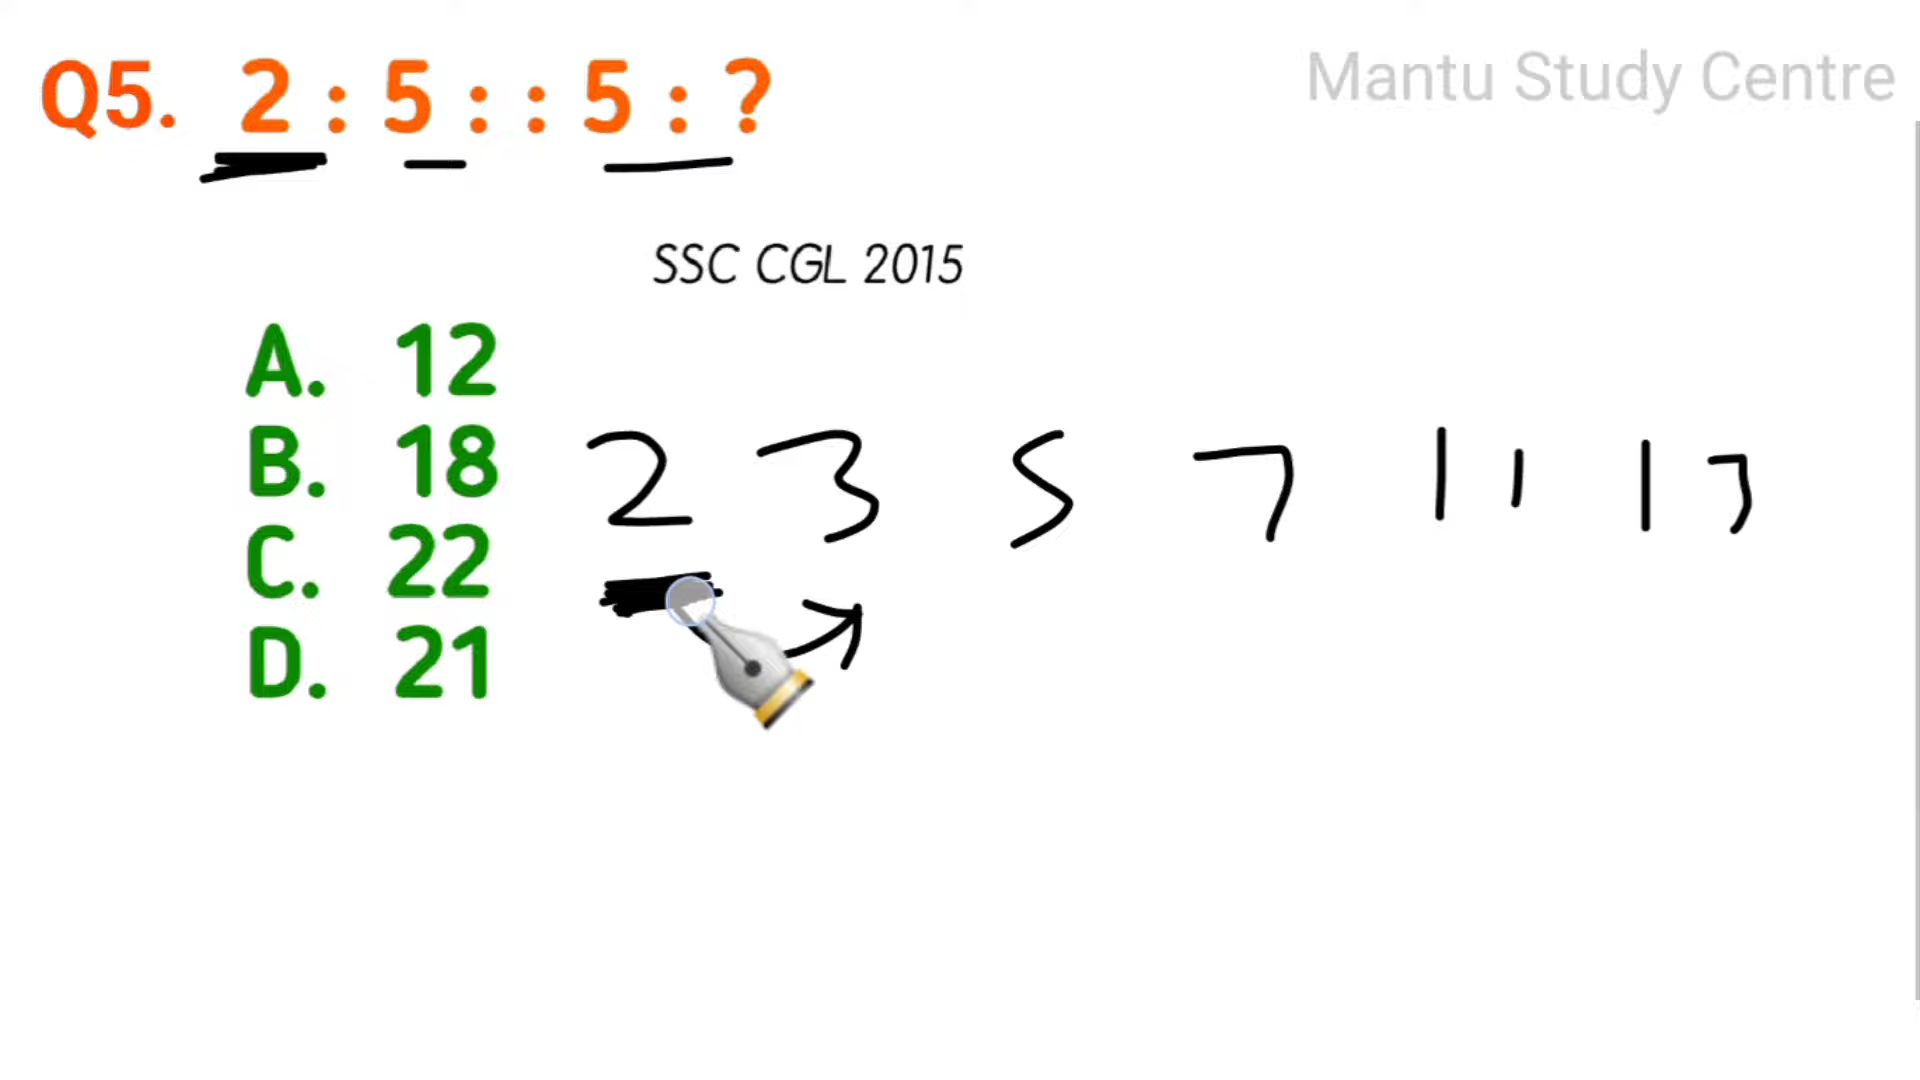 Mantu Study Centre
Q5. 2 : 5 : : 5 : ?
SSC CGL 2015
A. 12
B. 18
C. 22
D. 21
2 3 5 7 11 13